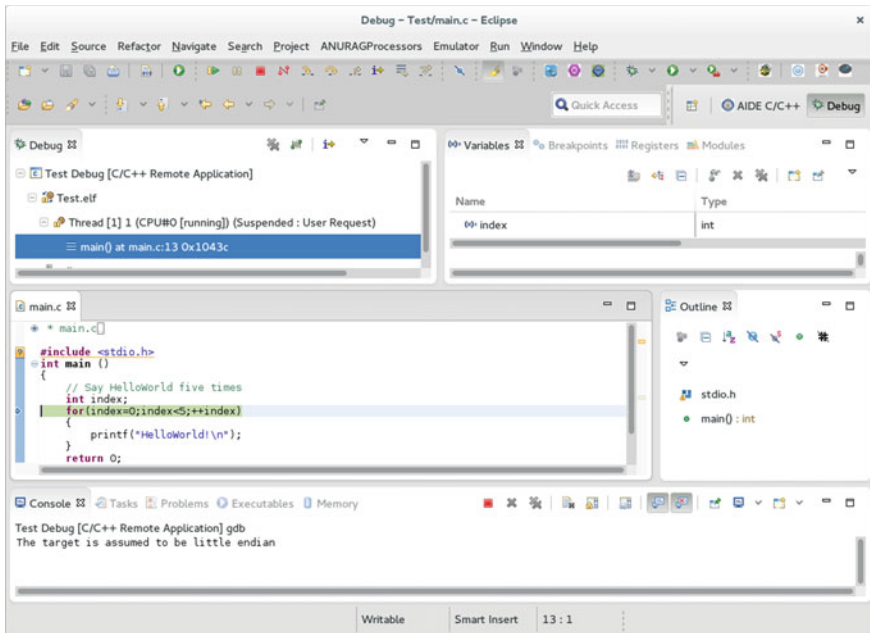 Debug – Test/main.c – Eclipse
File Edit Source Refactor Navigate Search Project ANURAGProcessors Emulator Run Window Help
Quick Access
AIDE C/C++ Debug
Debug
Test Debug [C/C++ Remote Application]
Test.elf
Thread [1] 1 (CPU#0 [running]) (Suspended : User Request)
main() at main.c:13 0x1043c
Variables Breakpoints Registers Modules
Name Type
index int
main.c
* main.c
#include <stdio.h>
int main ()
{
// Say HelloWorld five times
int index;
for(index=0;index<5;++index)
{
printf("HelloWorld!\n");
}
return 0;
Outline
stdio.h
main() : int
Console Tasks Problems Executables Memory
Test Debug [C/C++ Remote Application] gdb
The target is assumed to be little endian
Writable Smart Insert 13 : 1